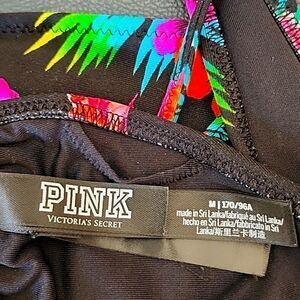 PINK
VICTORIA'S SECRET
M | 170/96A
made in Sri Lanka/fabriqué au Sri Lanka/
hecho en Sri Lanka/fabbricato in Sri
Lanka/斯里兰卡制造